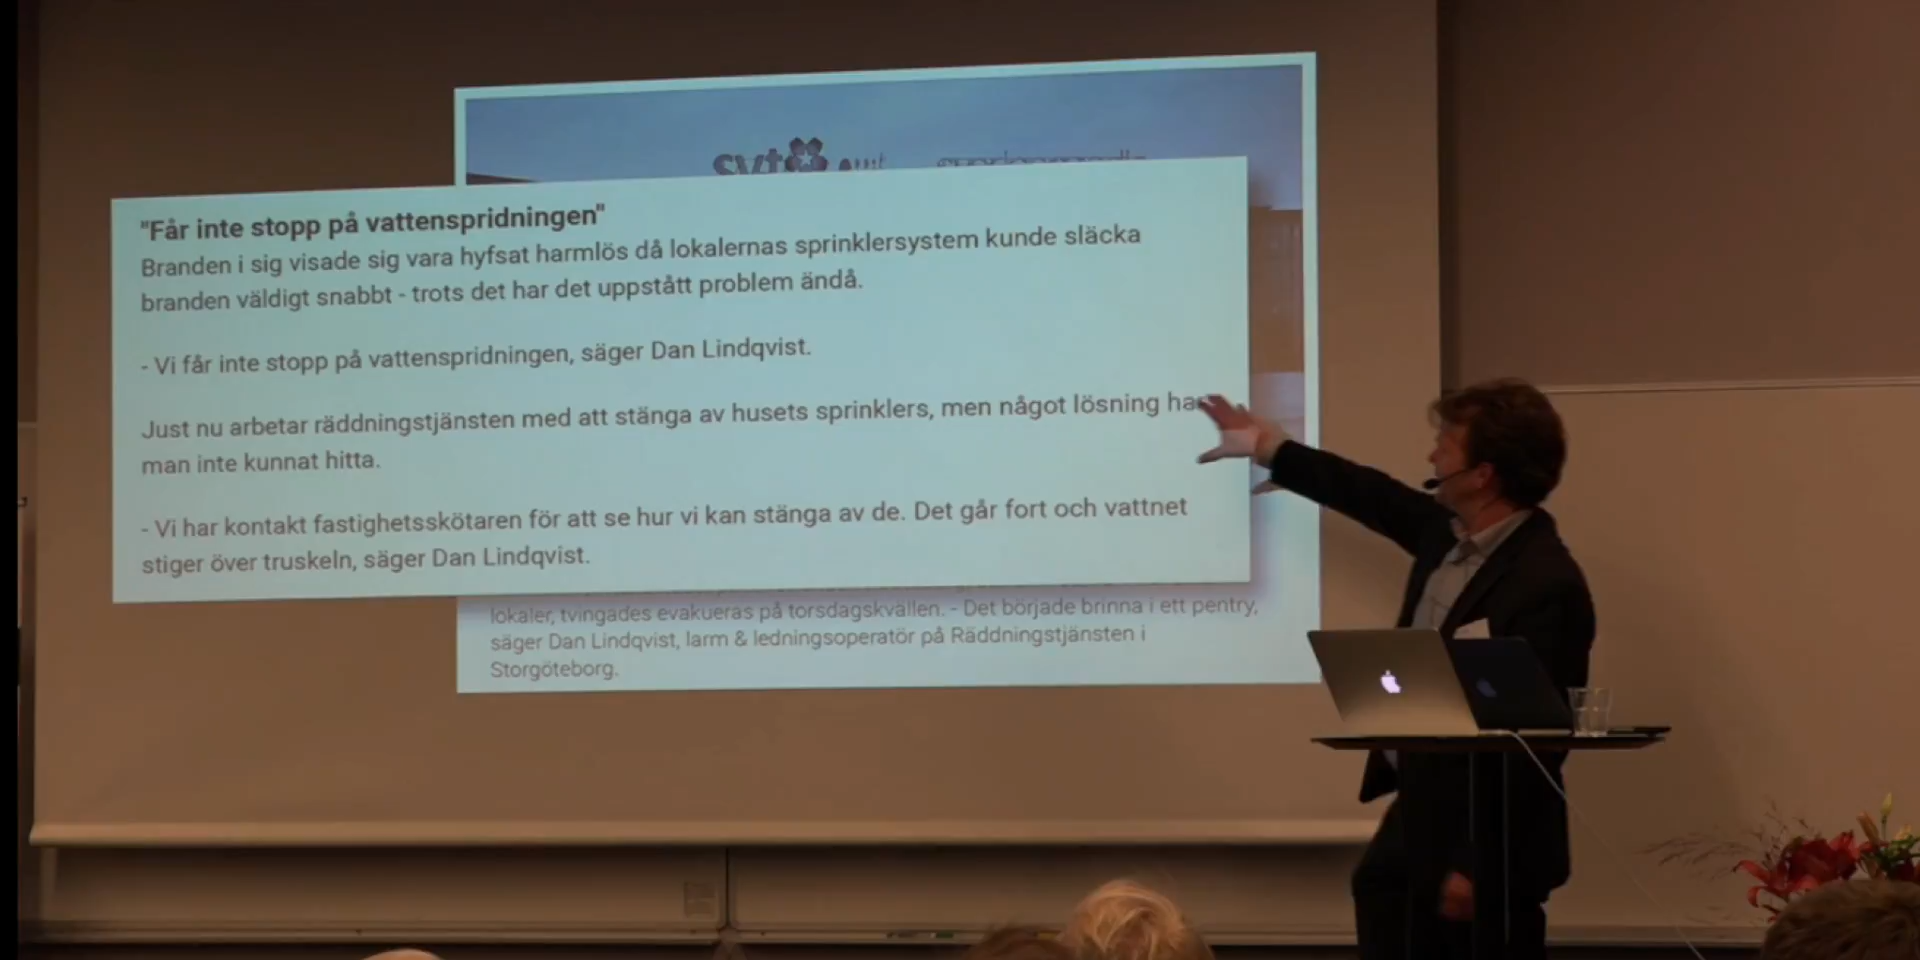 svt
"Får inte stopp på vattenspridningen"
Branden i sig visade sig vara hyfsat harmlös då lokalernas sprinklersystem kunde släcka
branden väldigt snabbt - trots det har det uppstått problem ändå.
- Vi får inte stopp på vattenspridningen, säger Dan Lindqvist.
Just nu arbetar räddningstjänsten med att stänga av husets sprinklers, men något lösning har
man inte kunnat hitta.
- Vi har kontakt fastighetsskötaren för att se hur vi kan stänga av de. Det går fort och vattnet
stiger över truskeln, säger Dan Lindqvist.
lokaler, tvingades evakueras på torsdagskvällen. - Det började brinna i ett pentry,
säger Dan Lindqvist, larm & ledningsoperatör på Räddningstjänsten i
Storgöteborg.